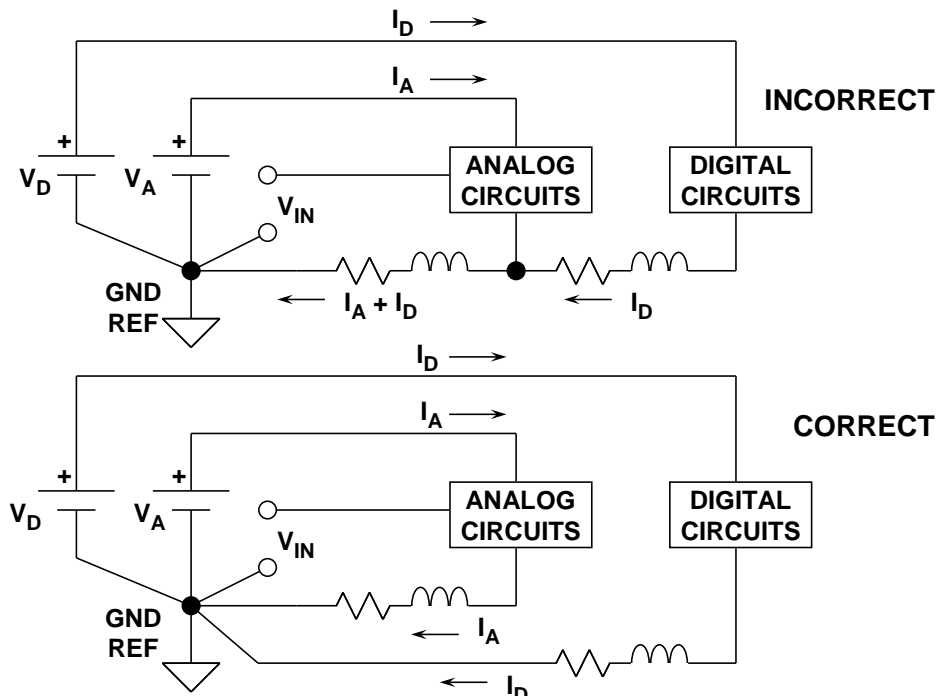 I_D
I_A
INCORRECT
+
+
ANALOG
CIRCUITS
DIGITAL
CIRCUITS
V_D
V_A
V_IN
GND
REF
I_A + I_D
I_D
I_D
I_A
CORRECT
+
+
ANALOG
CIRCUITS
DIGITAL
CIRCUITS
V_D
V_A
V_IN
GND
REF
I_A
I_D